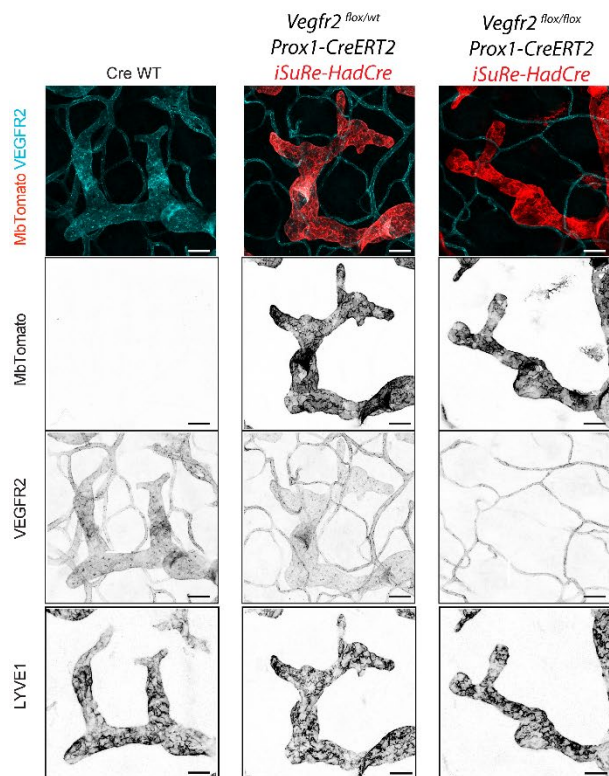 Vegfr2 flox/wt
Vegfr2 flox/flox
Prox1-CreERT2
Prox1-CreERT2
Cre WT
iSuRe-HadCre
iSuRe-HadCre
MbTomato VEGFR2
MbTomato
VEGFR2
LYVE1